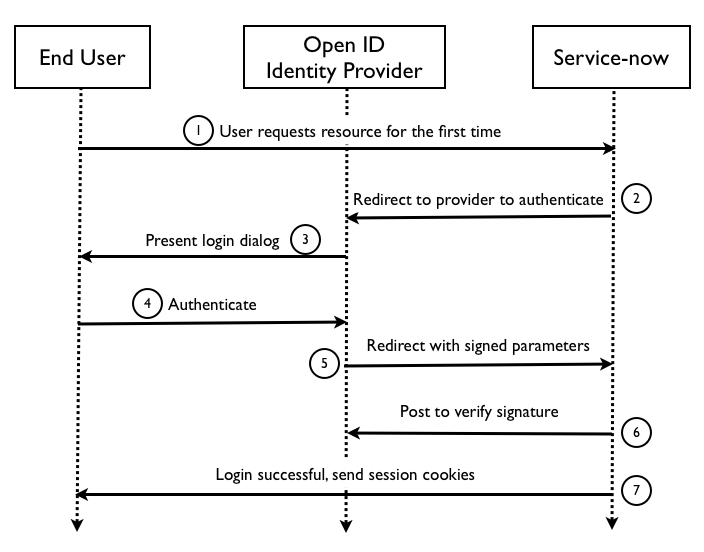 End User
Open ID
Identity Provider
Service-now
1 User requests resource for the first time
Redirect to provider to authenticate 2
Present login dialog 3
4 Authenticate
Redirect with signed parameters
5
Post to verify signature
6
Login successful, send session cookies
7